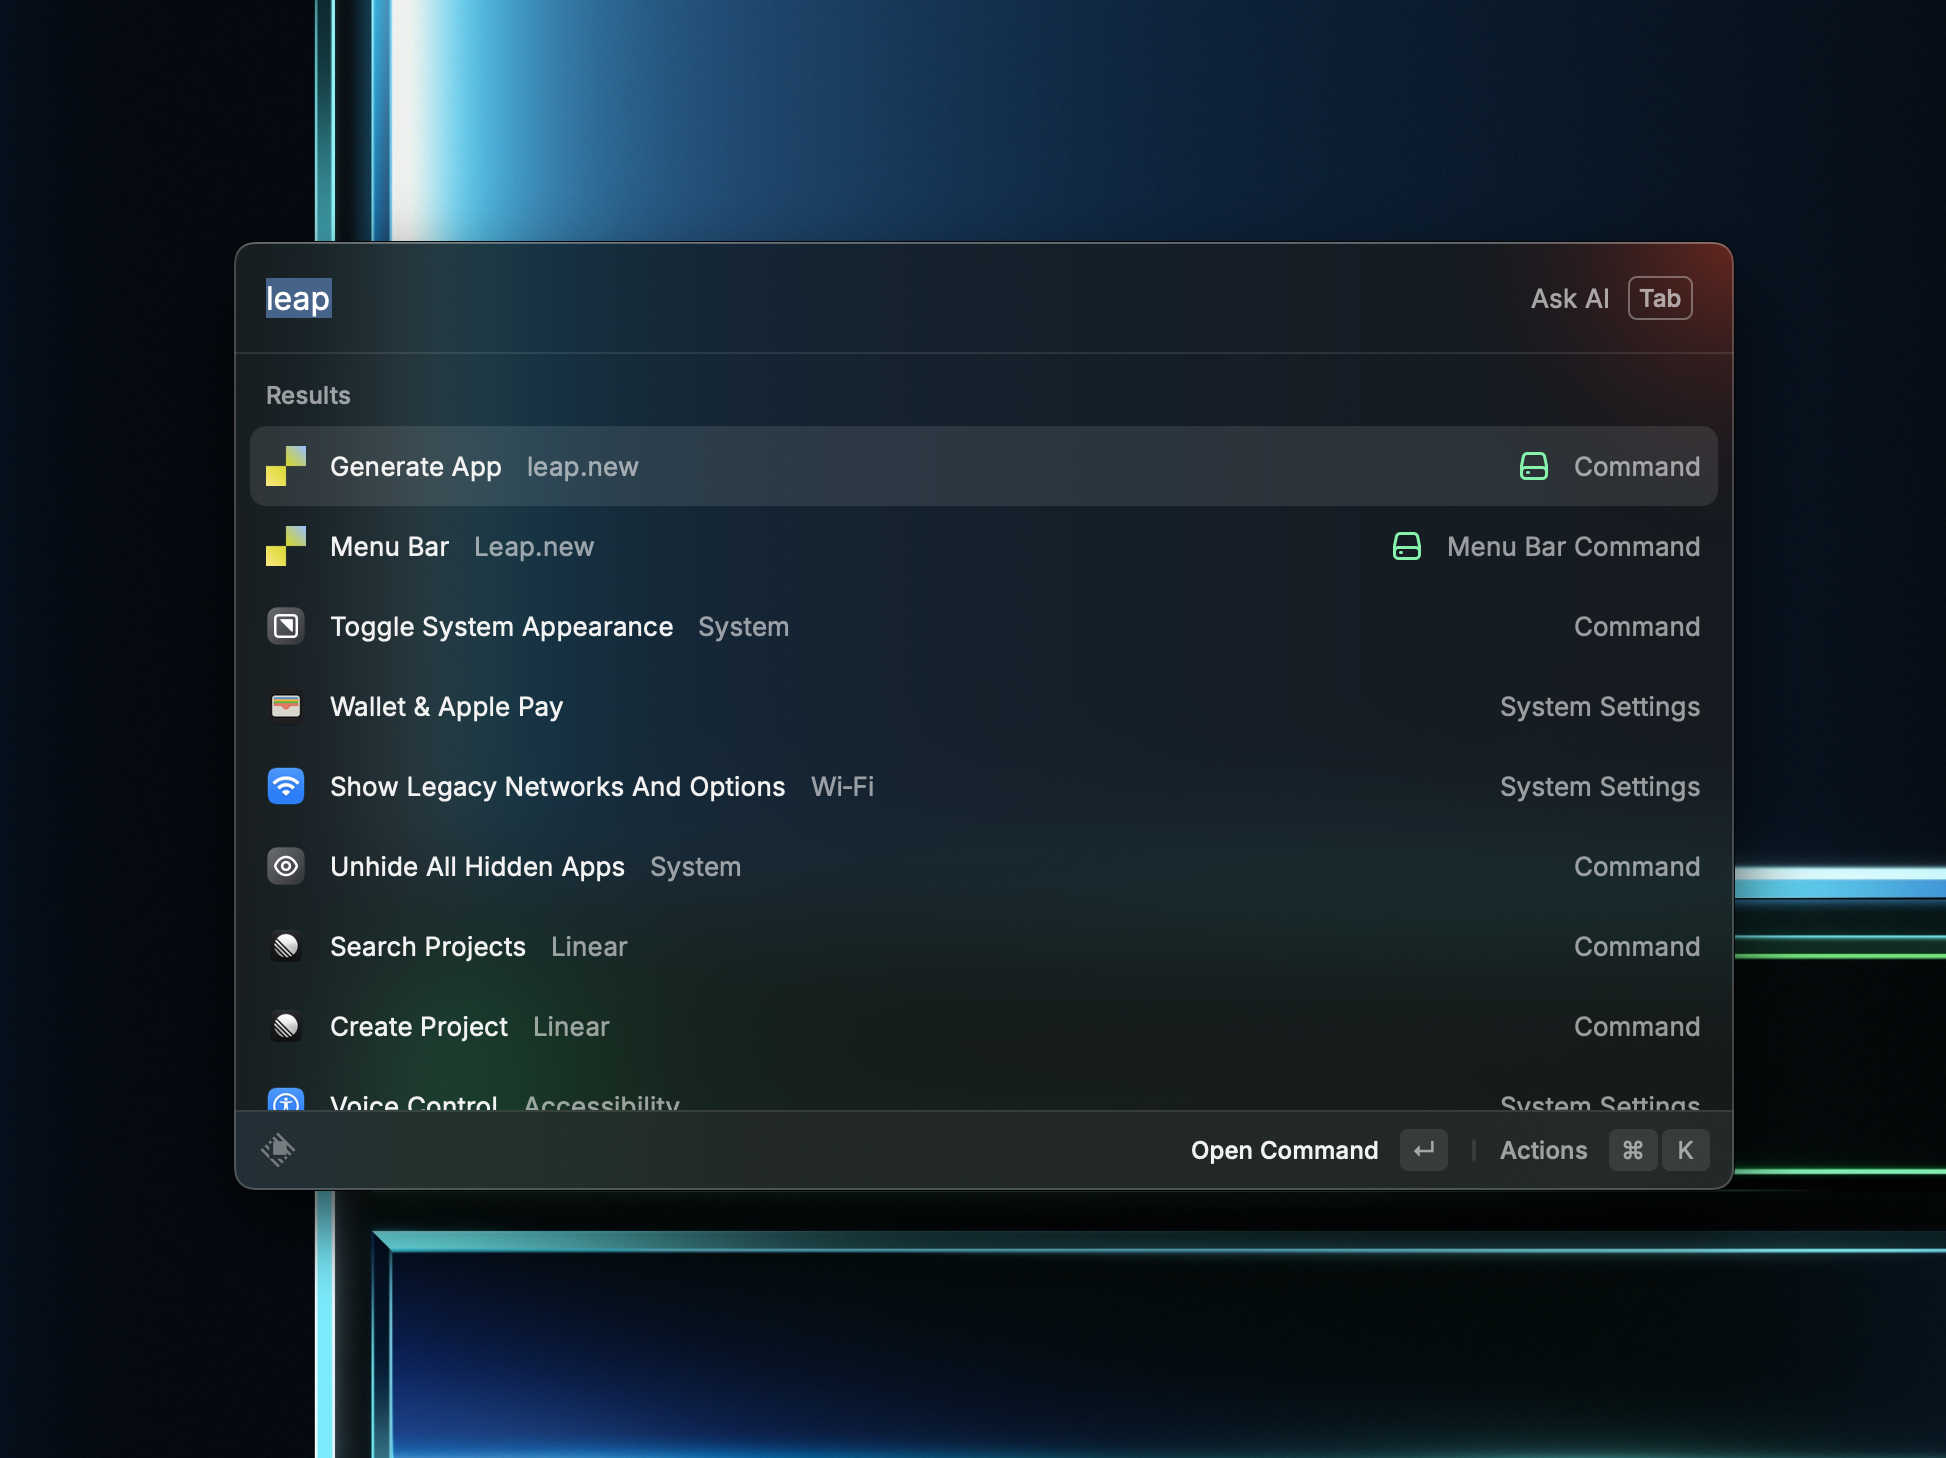 leap
Ask AI Tab
Results
Generate App leap.new Command
Menu Bar Leap.new Menu Bar Command
Toggle System Appearance System Command
Wallet & Apple Pay System Settings
Show Legacy Networks And Options Wi-Fi System Settings
Unhide All Hidden Apps System Command
Search Projects Linear Command
Create Project Linear Command
Voice Control Accessibility System Settings
Open Command ↵ Actions ⌘ K